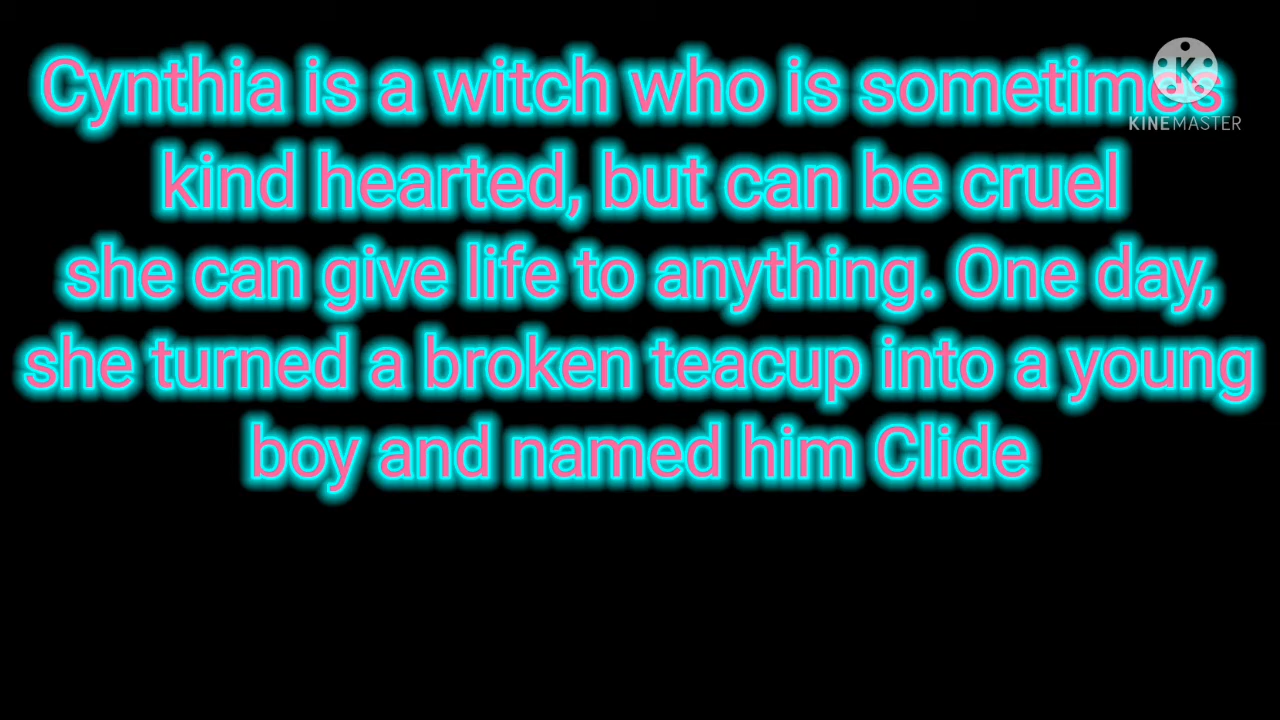 Cynthia is a witch who is sometimes
KINEMASTER
kind hearted, but can be cruel
she can give life to anything. One day,
she turned a broken teacup into a young
boy and named him Clide